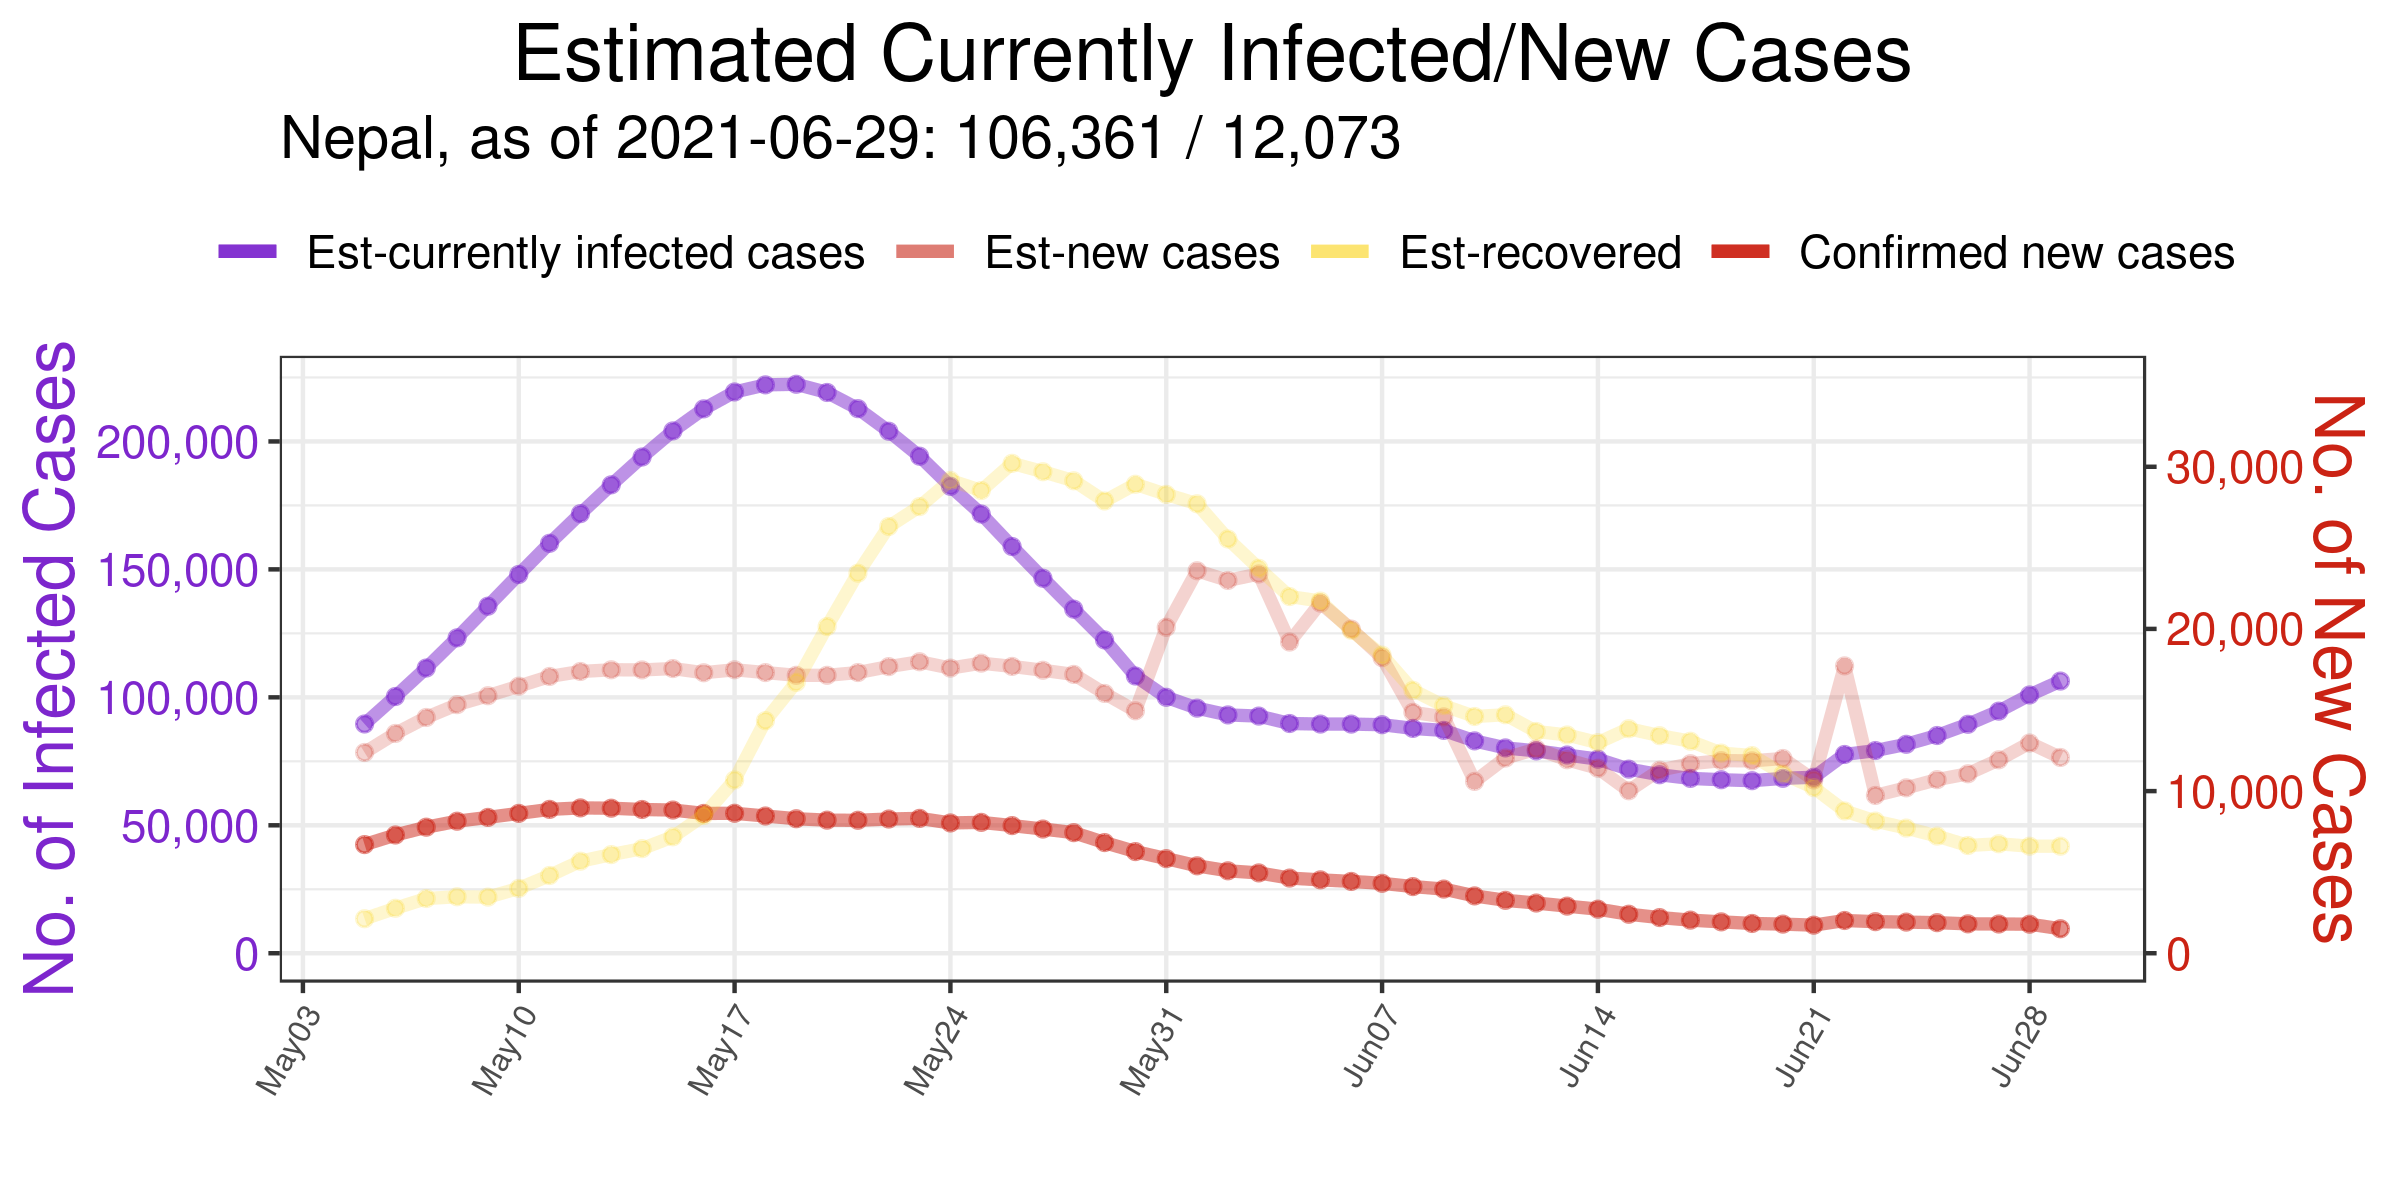 Estimated Currently Infected/New Cases
Nepal, as of 2021-06-29: 106,361 / 12,073
Est-currently infected cases Est-new cases Est-recovered Confirmed new cases
No. of Infected Cases
200,000
150,000
100,000
50,000
0
30,000
20,000
10,000
0
No. of New Cases
May03 May10 May17 May24 May31 Jun07 Jun14 Jun21 Jun28